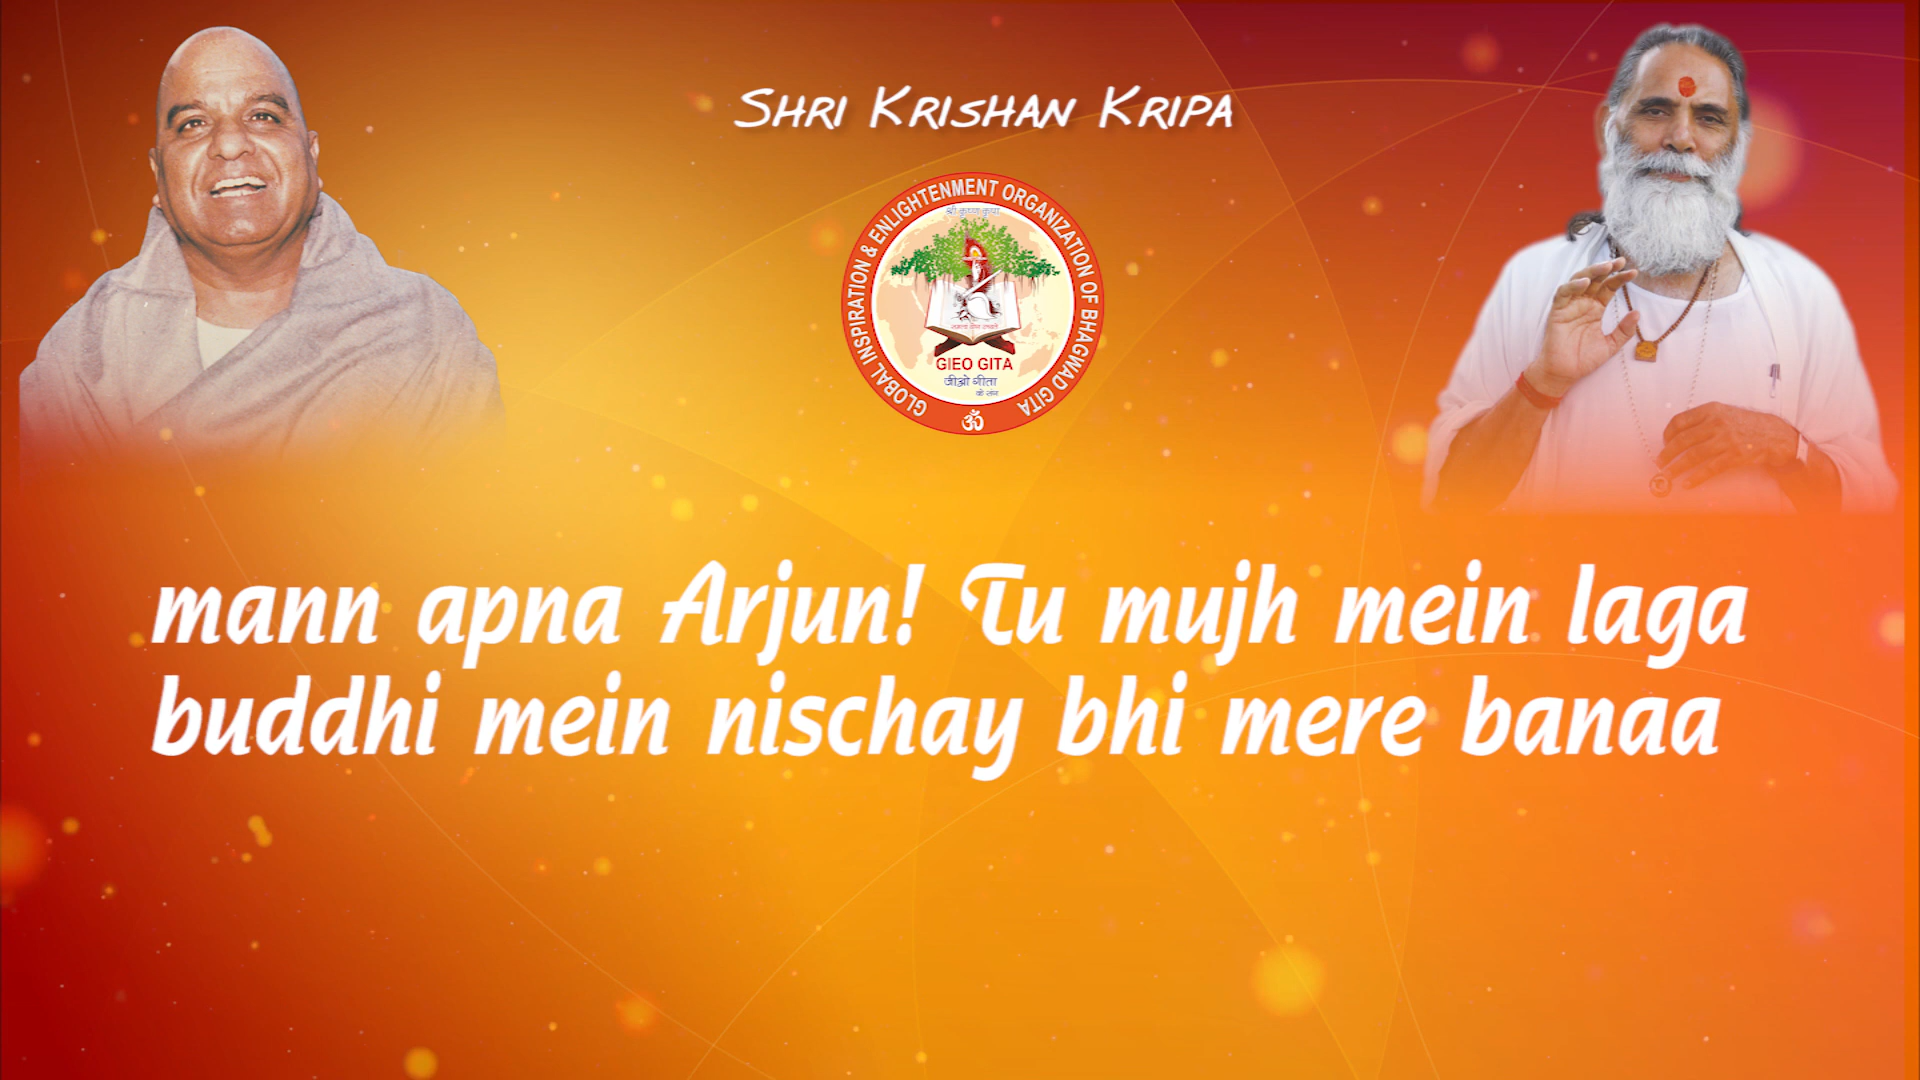 SHRI KRISHAN KRIPA
GLOBAL INSPIRATION & ENLIGHTENMENT ORGANIZATION OF BHAGWAD GITA
श्री कृष्ण कृपा
GIEO GITA
जीओ गीता
के संग
ॐ
mann apna Arjun! Tu mujh mein laga
buddhi mein nischay bhi mere banaa